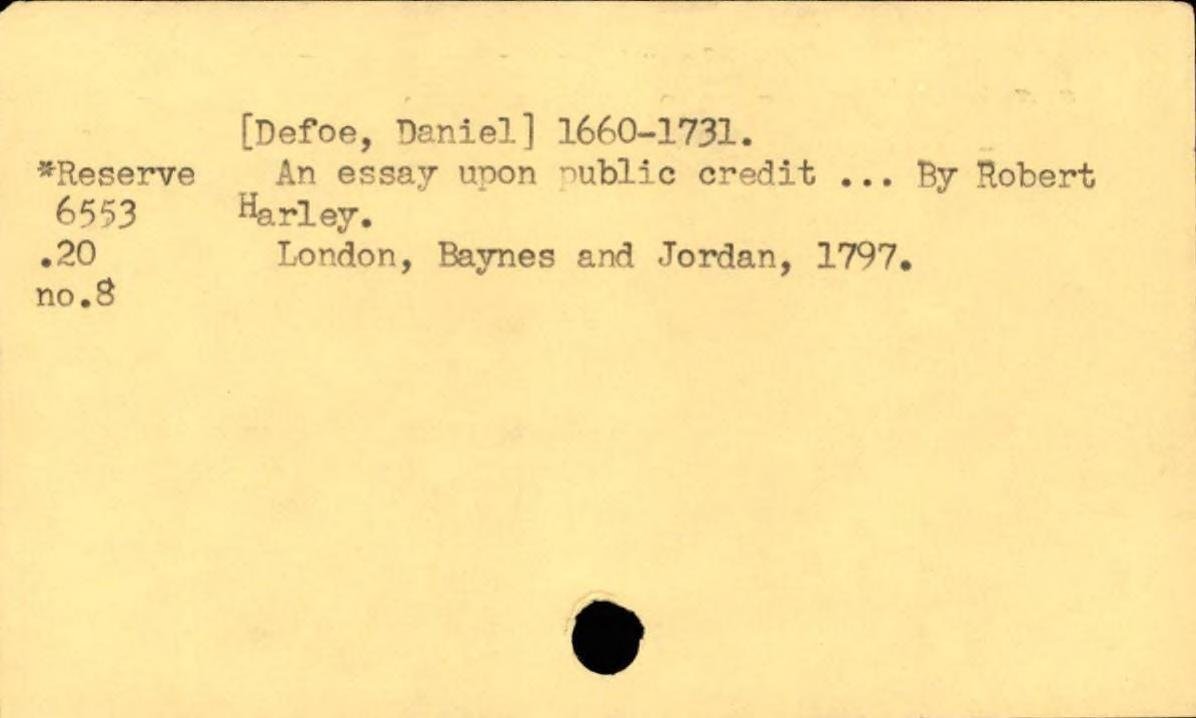 [Defoe, Daniel] 1660-1731.
*Reserve An essay upon public credit ... By Robert
6553 Harley.
.20 London, Baynes and Jordan, 1797.
no.8